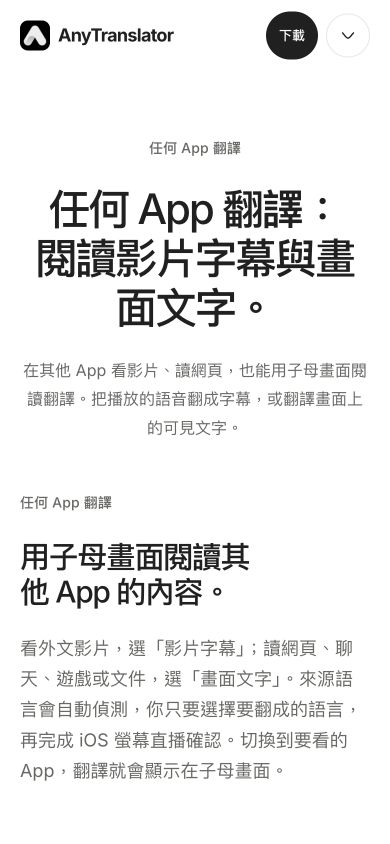 AnyTranslator
下載
任何 App 翻譯
任何 App 翻譯：
閱讀影片字幕與畫
面文字。
在其他 App 看影片、讀網頁，也能用子母畫面閱
讀翻譯。把播放的語音翻成字幕，或翻譯畫面上
的可見文字。
任何 App 翻譯
用子母畫面閱讀其
他 App 的內容。
看外文影片，選「影片字幕」；讀網頁、聊
天、遊戲或文件，選「畫面文字」。來源語
言會自動偵測，你只要選擇要翻成的語言，
再完成 iOS 螢幕直播確認。切換到要看的
App，翻譯就會顯示在子母畫面。